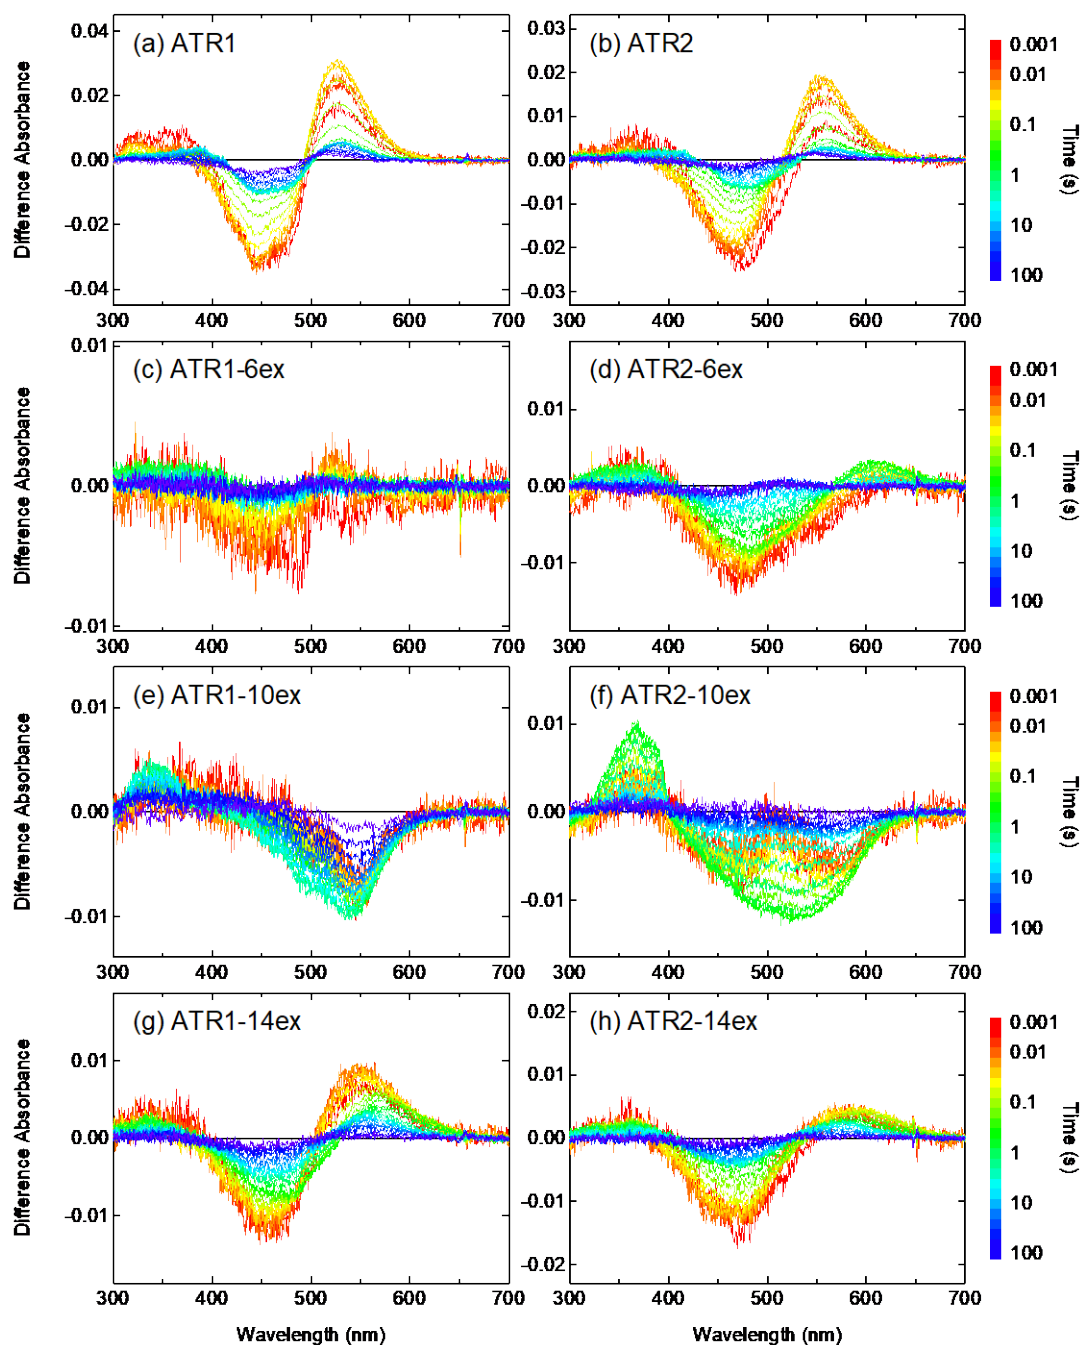 (a) ATR1
(b) ATR2
0.04
0.02
0.00
−0.02
−0.04
Difference Absorbance
300 400 500 600 700
0.03
0.02
0.01
0.00
−0.01
−0.02
−0.03
300 400 500 600 700
0.001
0.01
0.1
1
10
100
Time (s)
(c) ATR1-6ex
(d) ATR2-6ex
0.01
0.00
−0.01
Difference Absorbance
300 400 500 600 700
0.01
0.00
−0.01
300 400 500 600 700
0.001
0.01
0.1
1
10
100
Time (s)
(e) ATR1-10ex
(f) ATR2-10ex
0.01
0.00
−0.01
Difference Absorbance
300 400 500 600 700
0.01
0.00
−0.01
300 400 500 600 700
0.001
0.01
0.1
1
10
100
Time (s)
(g) ATR1-14ex
(h) ATR2-14ex
0.01
0.00
−0.01
Difference Absorbance
300 400 500 600 700
Wavelength (nm)
0.02
0.01
0.00
−0.01
−0.02
300 400 500 600 700
Wavelength (nm)
0.001
0.01
0.1
1
10
100
Time (s)